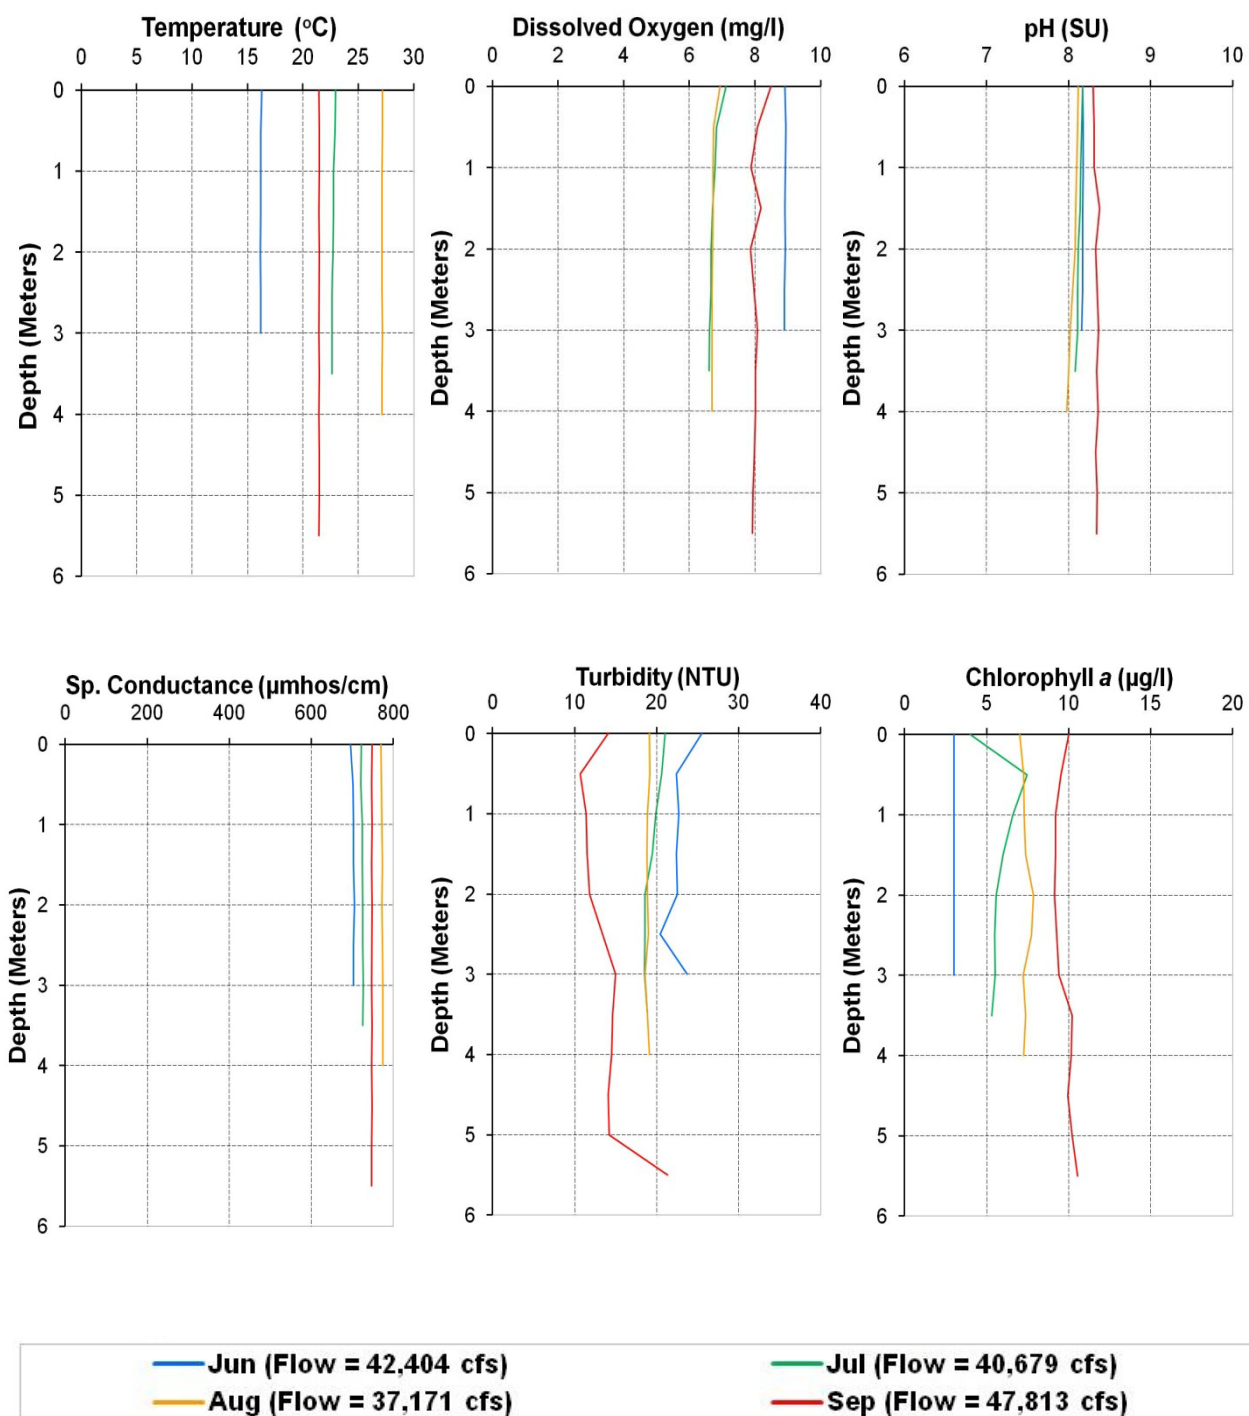 Temperature (°C)
0 5 10 15 20 25 30
Depth (Meters)
0
1
2
3
4
5
6
Dissolved Oxygen (mg/l)
0 2 4 6 8 10
Depth (Meters)
0
1
2
3
4
5
6
pH (SU)
6 7 8 9 10
Depth (Meters)
0
1
2
3
4
5
6
Sp. Conductance (µmhos/cm)
0 200 400 600 800
Depth (Meters)
0
1
2
3
4
5
6
Turbidity (NTU)
0 10 20 30 40
Depth (Meters)
0
1
2
3
4
5
6
Chlorophyll a (µg/l)
0 5 10 15 20
Depth (Meters)
0
1
2
3
4
5
6
Jun (Flow = 42,404 cfs) Jul (Flow = 40,679 cfs)
Aug (Flow = 37,171 cfs) Sep (Flow = 47,813 cfs)